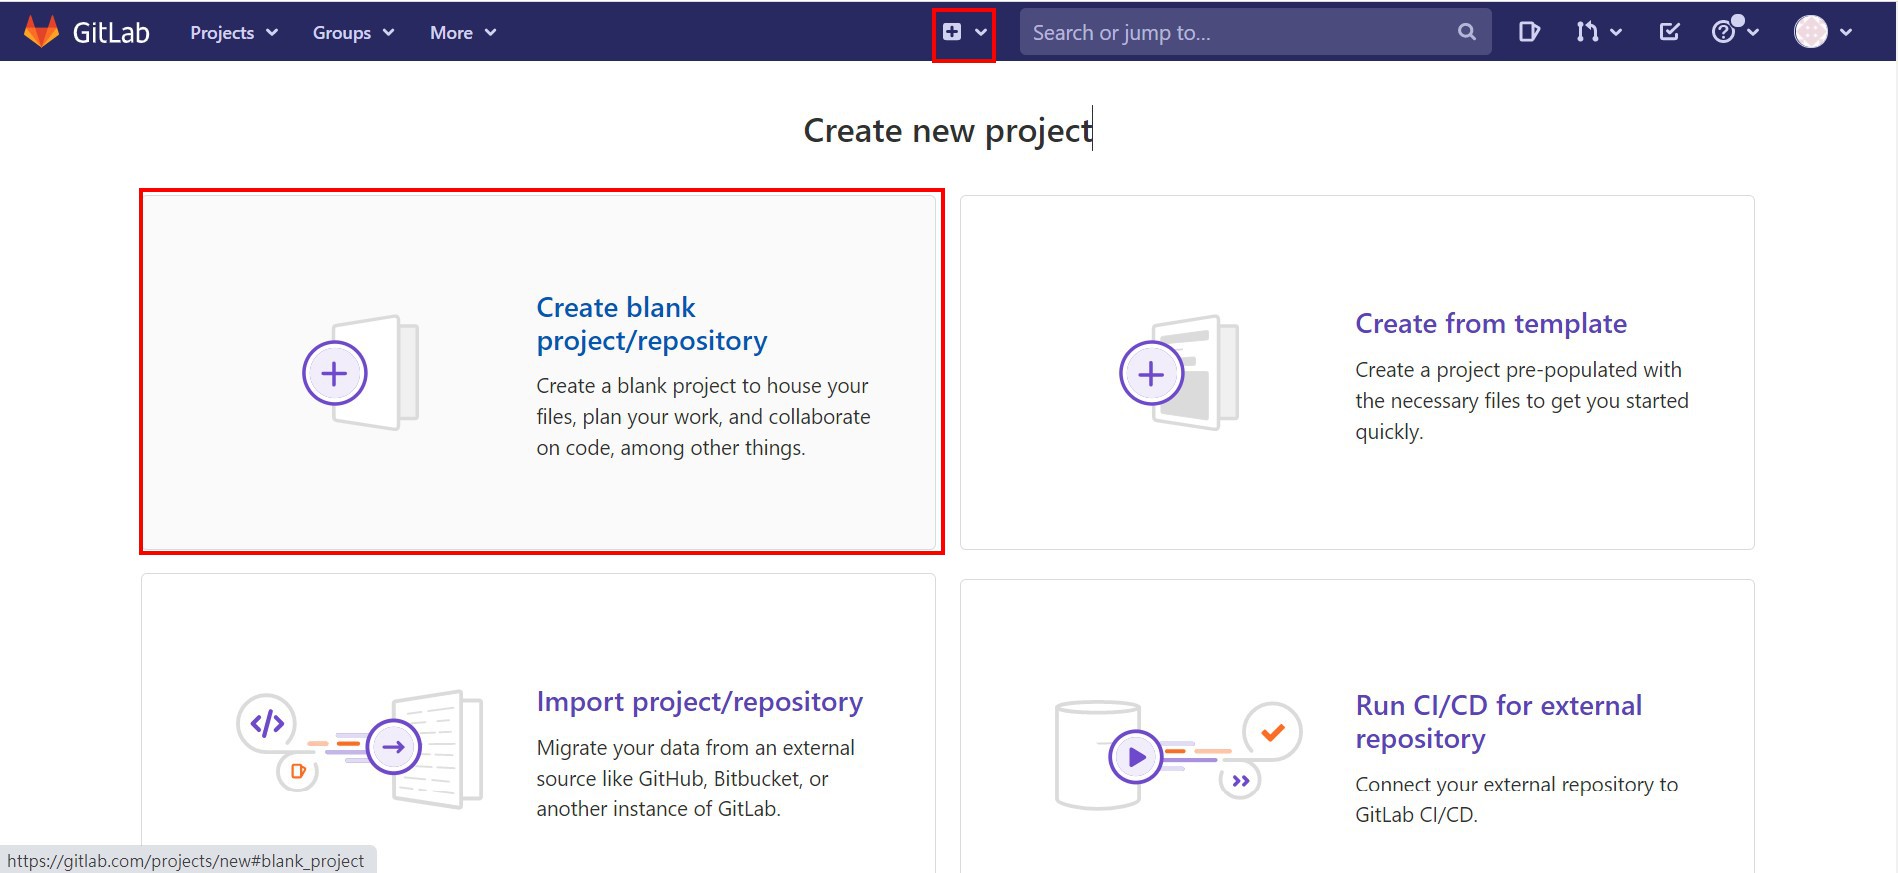 GitLab Projects Groups More Search or jump to...
Create new project
Create blank
project/repository
Create a blank project to house your
files, plan your work, and collaborate
on code, among other things.
Create from template
Create a project pre-populated with
the necessary files to get you started
quickly.
Import project/repository
Migrate your data from an external
source like GitHub, Bitbucket, or
another instance of GitLab.
Run CI/CD for external
repository
Connect your external repository to
GitLab CI/CD.
https://gitlab.com/projects/new#blank_project